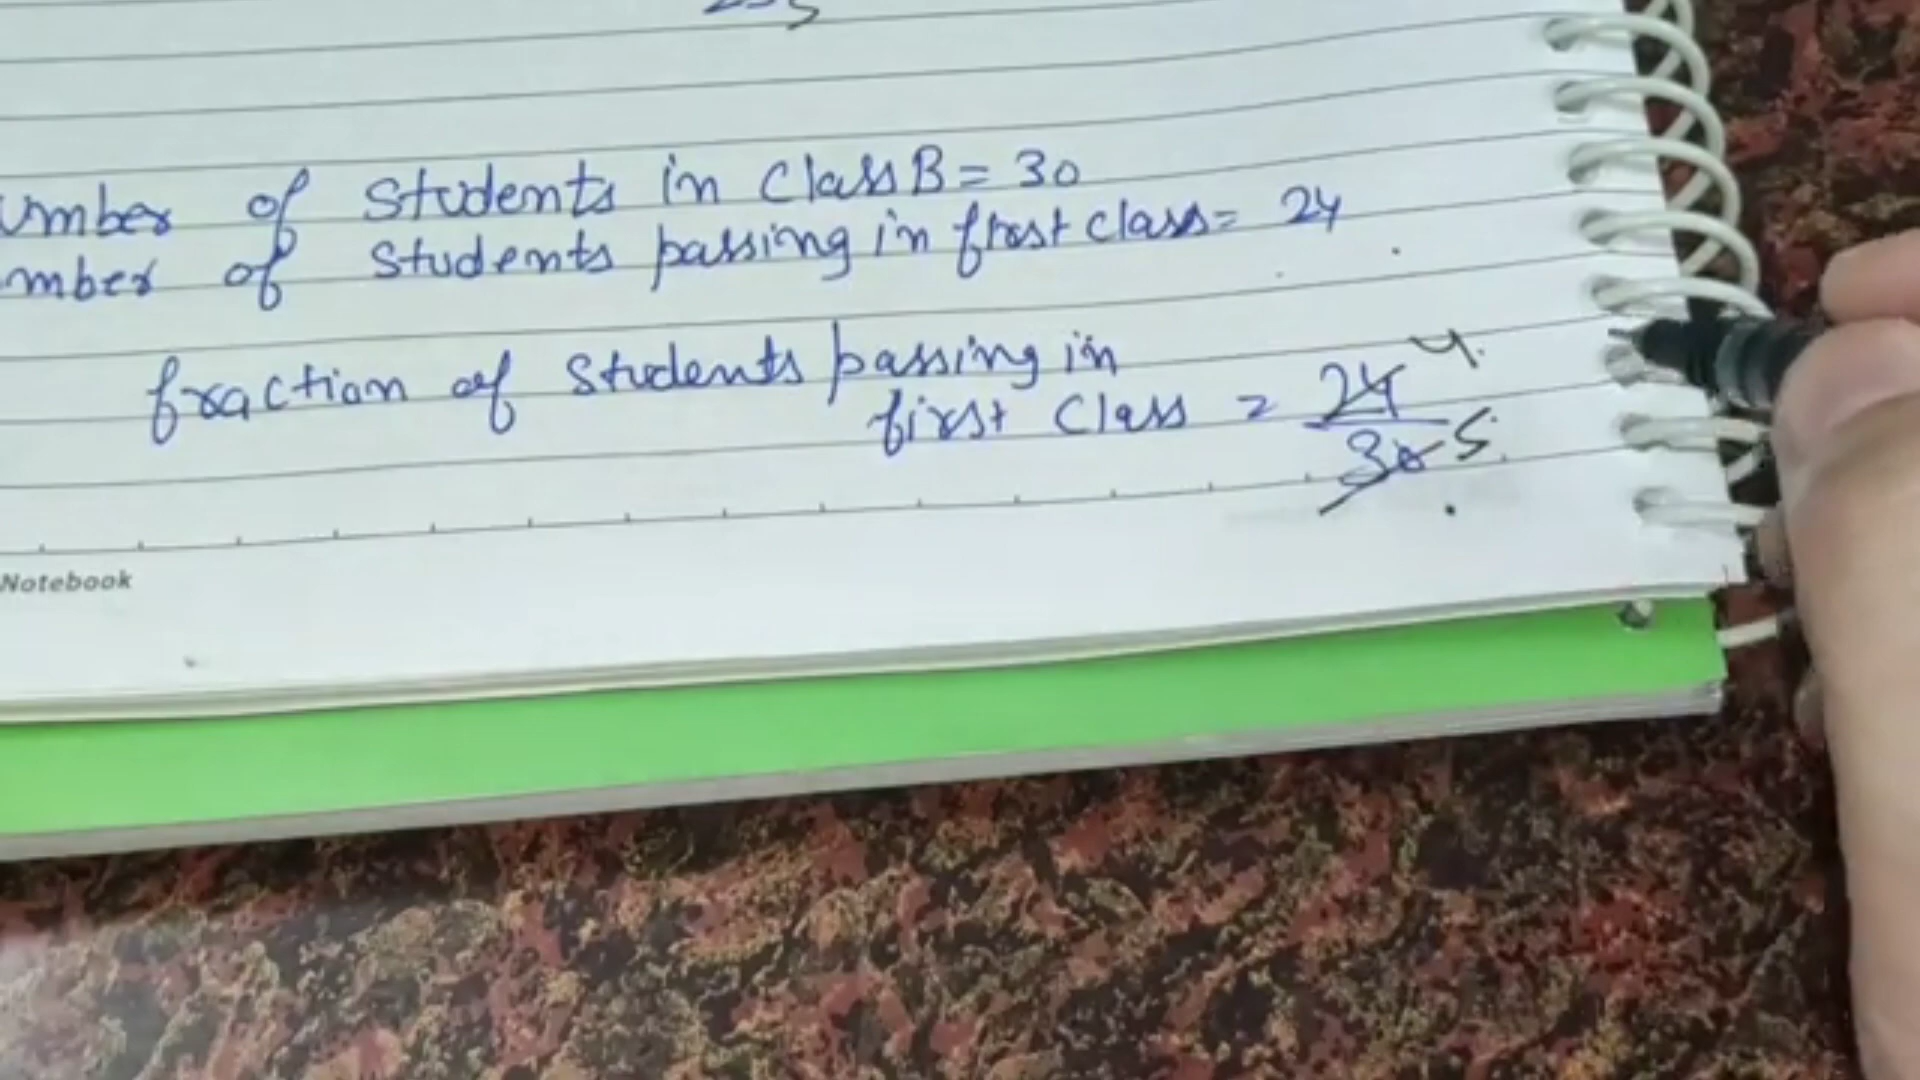 umber of Students in Class B = 30
mber of Students passing in first class = 24
fraction of Students passing in
first Class = 24 4
30 5
Notebook